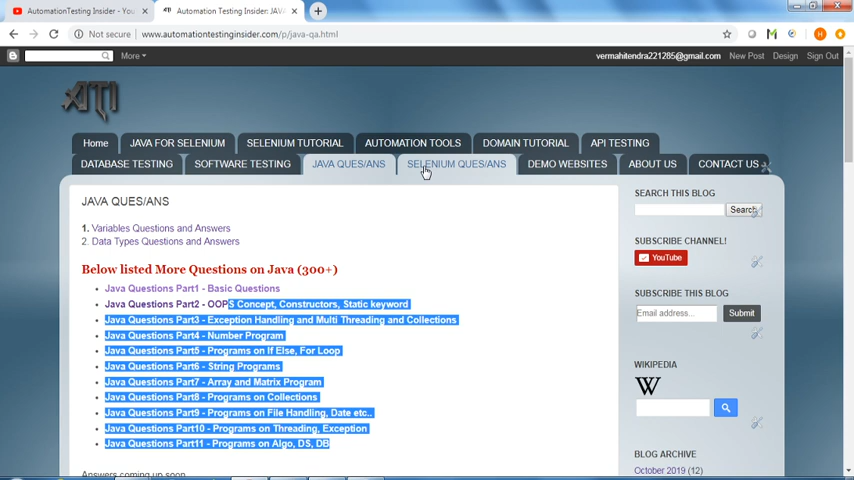 AutomationTesting Insider - You
Automation Testing Insider: JAV
Not secure
www.automationtestinginsider.com/p/java-qa.html
More
vermahitendra221285@gmail.com New Post Design Sign Out
ATI
Home JAVA FOR SELENIUM SELENIUM TUTORIAL AUTOMATION TOOLS DOMAIN TUTORIAL API TESTING
DATABASE TESTING SOFTWARE TESTING JAVA QUES/ANS SELENIUM QUES/ANS DEMO WEBSITES ABOUT US CONTACT US
JAVA QUES/ANS
1. Variables Questions and Answers
2. Data Types Questions and Answers
Below listed More Questions on Java (300+)
Java Questions Part1 - Basic Questions
Java Questions Part2 - OOPS Concept, Constructors, Static keyword
Java Questions Part3 - Exception Handling and Multi Threading and Collections
Java Questions Part4 - Number Program
Java Questions Part5 - Programs on If Else, For Loop
Java Questions Part6 - String Programs
Java Questions Part7 - Array and Matrix Program
Java Questions Part8 - Programs on Collections
Java Questions Part9 - Programs on File Handling, Date etc..
Java Questions Part10 - Programs on Threading, Exception
Java Questions Part11 - Programs on Algo, DS, DB
Answers coming up soon
SEARCH THIS BLOG
Search
SUBSCRIBE CHANNEL!
YouTube
SUBSCRIBE THIS BLOG
Email address...
Submit
WIKIPEDIA
W
BLOG ARCHIVE
October 2019 (12)